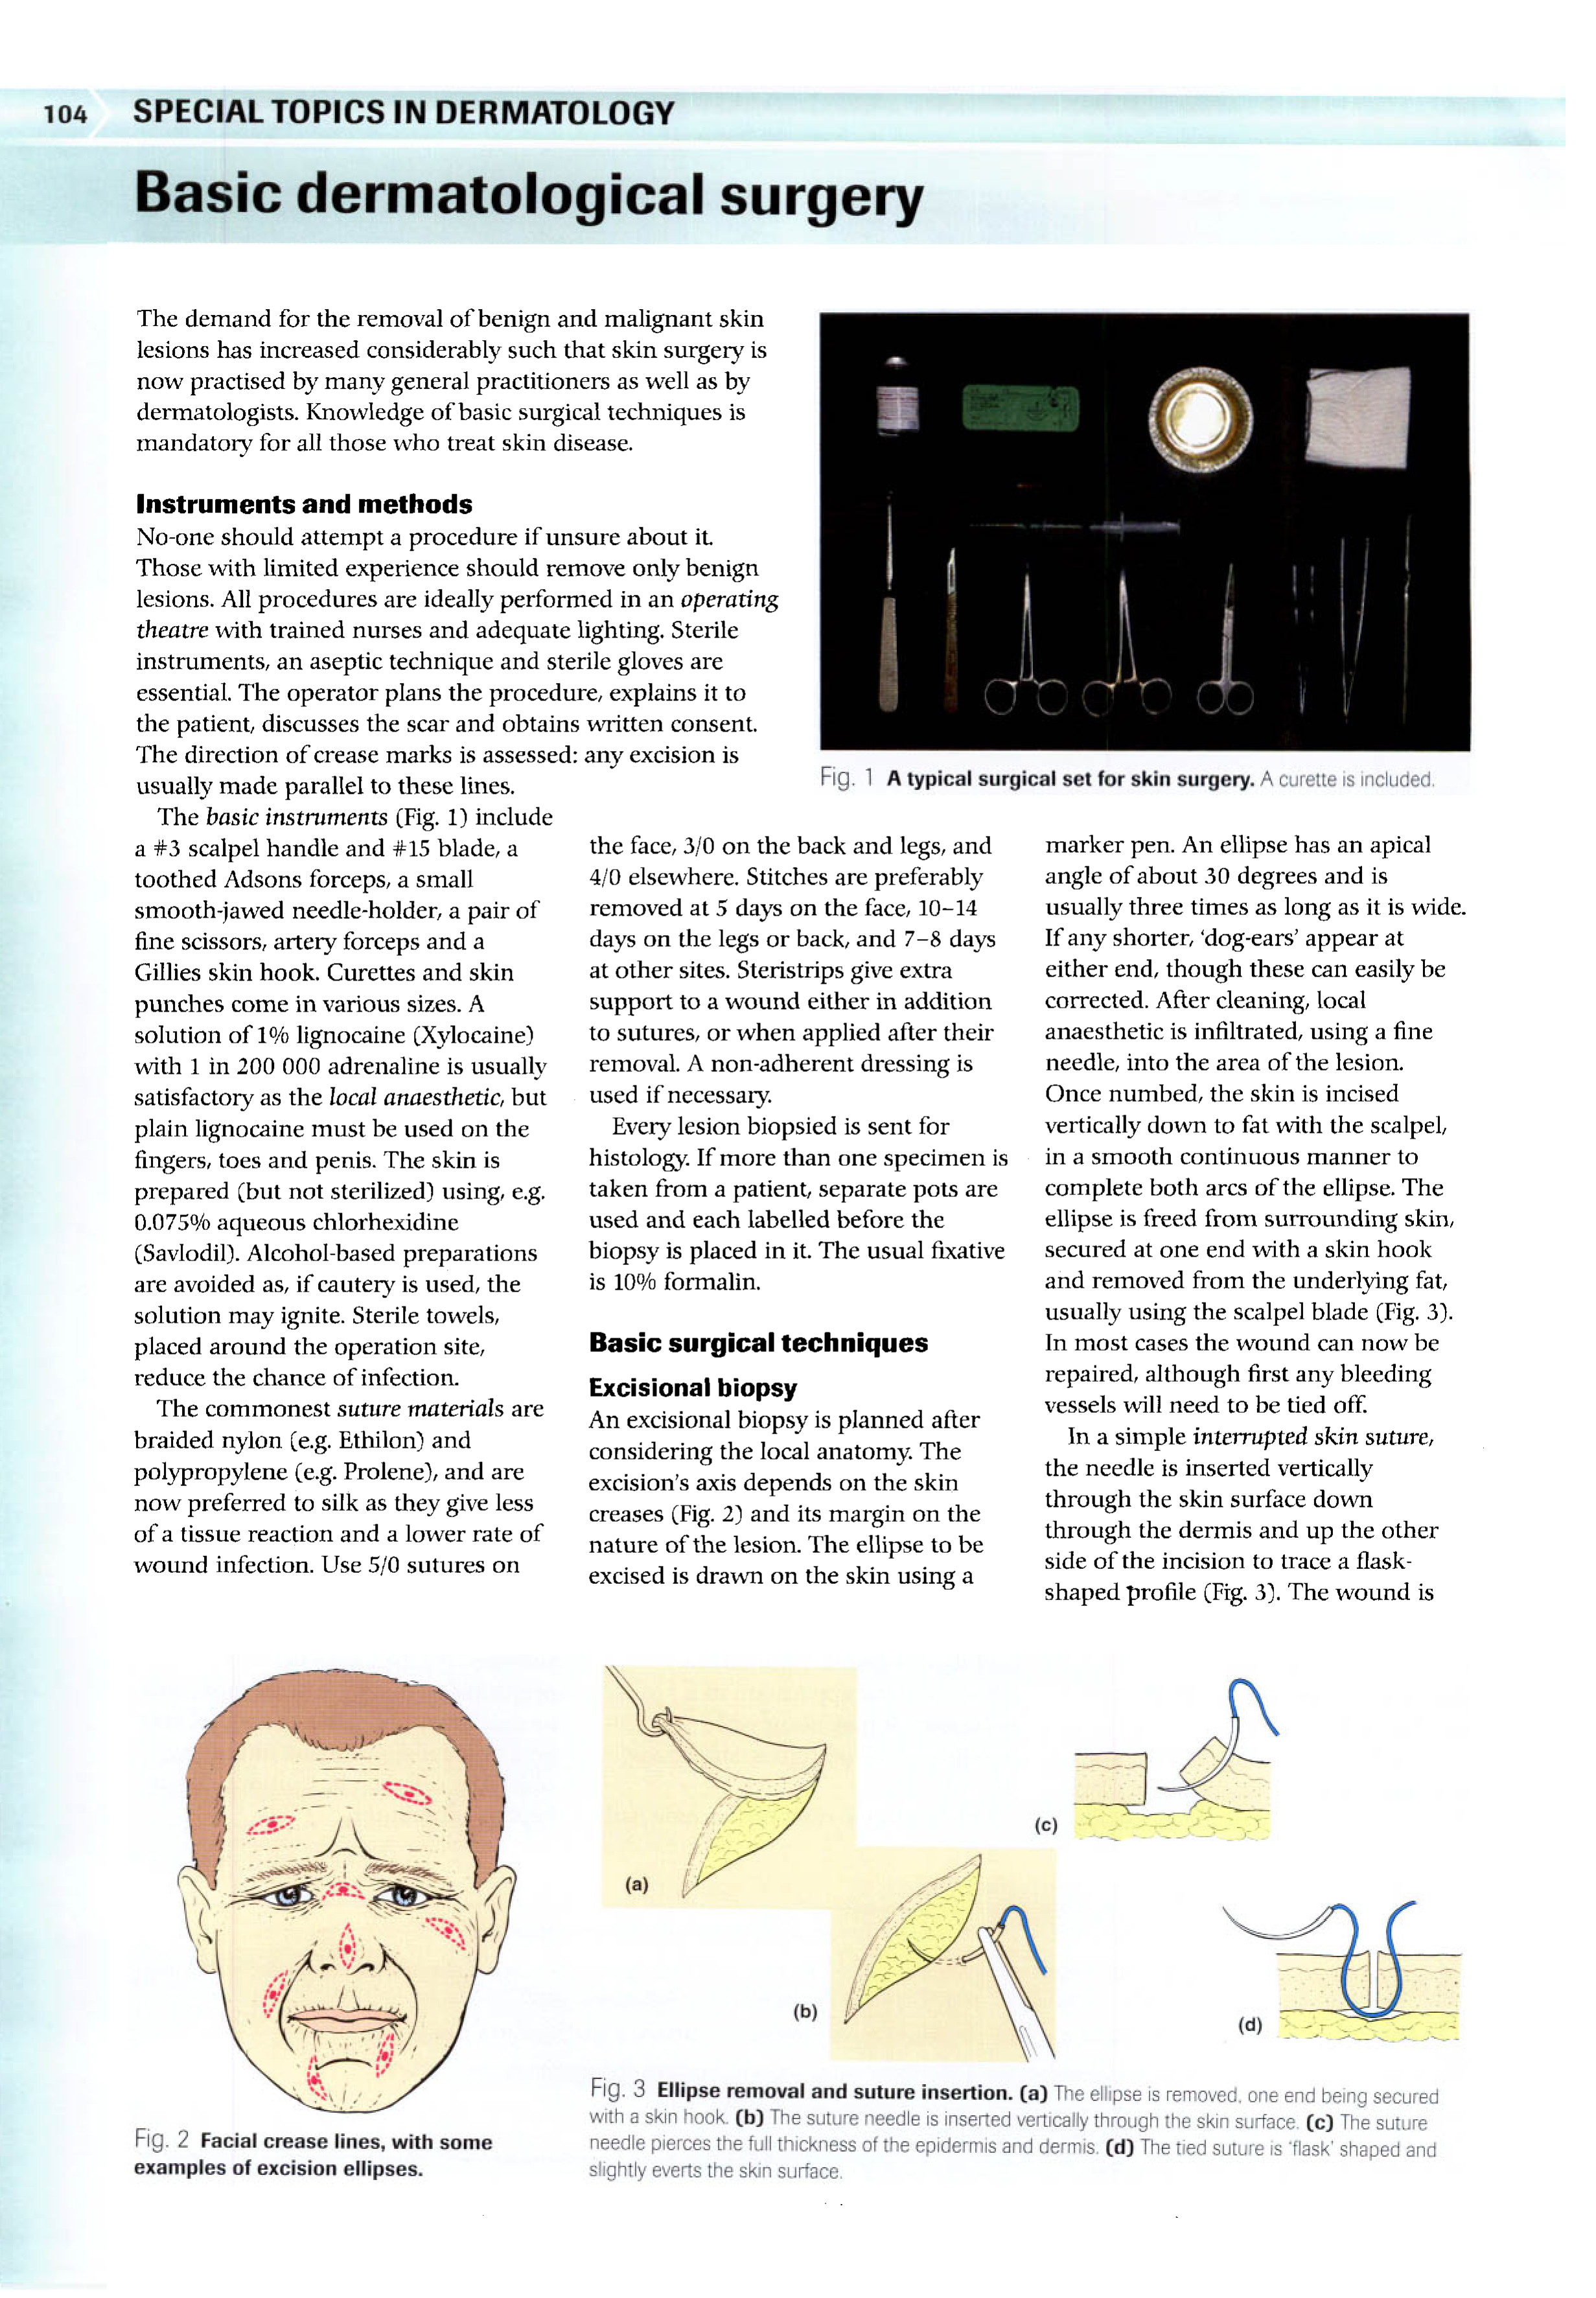 104
SPECIAL TOPICS IN DERMATOLOGY
Basic dermatological surgery
The demand for the removal of benign and malignant skin
lesions has increased considerably such that skin surgery is
now practised by many general practitioners as well as by
dermatologists. Knowledge of basic surgical techniques is
mandatory for all those who treat skin disease.
Instruments and methods
No-one should attempt a procedure if unsure about it.
Those with limited experience should remove only benign
lesions. All procedures are ideally performed in an operating
theatre with trained nurses and adequate lighting. Sterile
instruments, an aseptic technique and sterile gloves are
essential. The operator plans the procedure, explains it to
the patient, discusses the scar and obtains written consent.
The direction of crease marks is assessed: any excision is
usually made parallel to these lines.
The basic instruments (Fig. 1) include
a #3 scalpel handle and #15 blade, a
toothed Adsons forceps, a small
smooth-jawed needle-holder, a pair of
fine scissors, artery forceps and a
Gillies skin hook. Curettes and skin
punches come in various sizes. A
solution of 1% lignocaine (Xylocaine)
with 1 in 200 000 adrenaline is usually
satisfactory as the local anaesthetic, but
plain lignocaine must be used on the
fingers, toes and penis. The skin is
prepared (but not sterilized) using, e.g.
0.075% aqueous chlorhexidine
(Savlodil). Alcohol-based preparations
are avoided as, if cautery is used, the
solution may ignite. Sterile towels,
placed around the operation site,
reduce the chance of infection.
The commonest suture materials are
braided nylon (e.g. Ethilon) and
polypropylene (e.g. Prolene), and are
now preferred to silk as they give less
of a tissue reaction and a lower rate of
wound infection. Use 5/0 sutures on
Fig. 1 A typical surgical set for skin surgery. A curette is included.
the face, 3/0 on the back and legs, and
4/0 elsewhere. Stitches are preferably
removed at 5 days on the face, 10–14
days on the legs or back, and 7–8 days
at other sites. Steristrips give extra
support to a wound either in addition
to sutures, or when applied after their
removal. A non-adherent dressing is
used if necessary.
Every lesion biopsied is sent for
histology. If more than one specimen is
taken from a patient, separate pots are
used and each labelled before the
biopsy is placed in it. The usual fixative
is 10% formalin.
Basic surgical techniques
Excisional biopsy
An excisional biopsy is planned after
considering the local anatomy. The
excision's axis depends on the skin
creases (Fig. 2) and its margin on the
nature of the lesion. The ellipse to be
excised is drawn on the skin using a
marker pen. An ellipse has an apical
angle of about 30 degrees and is
usually three times as long as it is wide.
If any shorter, 'dog-ears' appear at
either end, though these can easily be
corrected. After cleaning, local
anaesthetic is infiltrated, using a fine
needle, into the area of the lesion.
Once numbed, the skin is incised
vertically down to fat with the scalpel,
in a smooth continuous manner to
complete both arcs of the ellipse. The
ellipse is freed from surrounding skin,
secured at one end with a skin hook
and removed from the underlying fat,
usually using the scalpel blade (Fig. 3).
In most cases the wound can now be
repaired, although first any bleeding
vessels will need to be tied off.
In a simple interrupted skin suture,
the needle is inserted vertically
through the skin surface down
through the dermis and up the other
side of the incision to trace a flask-
shaped profile (Fig. 3). The wound is
Fig. 2 Facial crease lines, with some
examples of excision ellipses.
(a)
(b)
(c)
(d)
Fig. 3 Ellipse removal and suture insertion. (a) The ellipse is removed, one end being secured
with a skin hook. (b) The suture needle is inserted vertically through the skin surface. (c) The suture
needle pierces the full thickness of the epidermis and dermis. (d) The tied suture is 'flask' shaped and
slightly everts the skin surface.